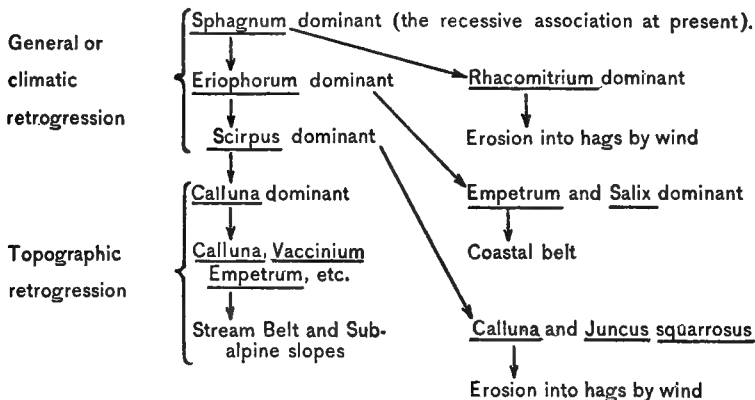 General or
climatic
retrogression
Sphagnum dominant (the recessive association at present).
Eriophorum dominant
Scirpus dominant
Rhacomitrium dominant
Erosion into hags by wind
Topographic
retrogression
Calluna dominant
Calluna, Vaccinium
Empetrum, etc.
Stream Belt and Sub-
alpine slopes
Empetrum and Salix dominant
Coastal belt
Calluna and Juncus squarrosus
Erosion into hags by wind